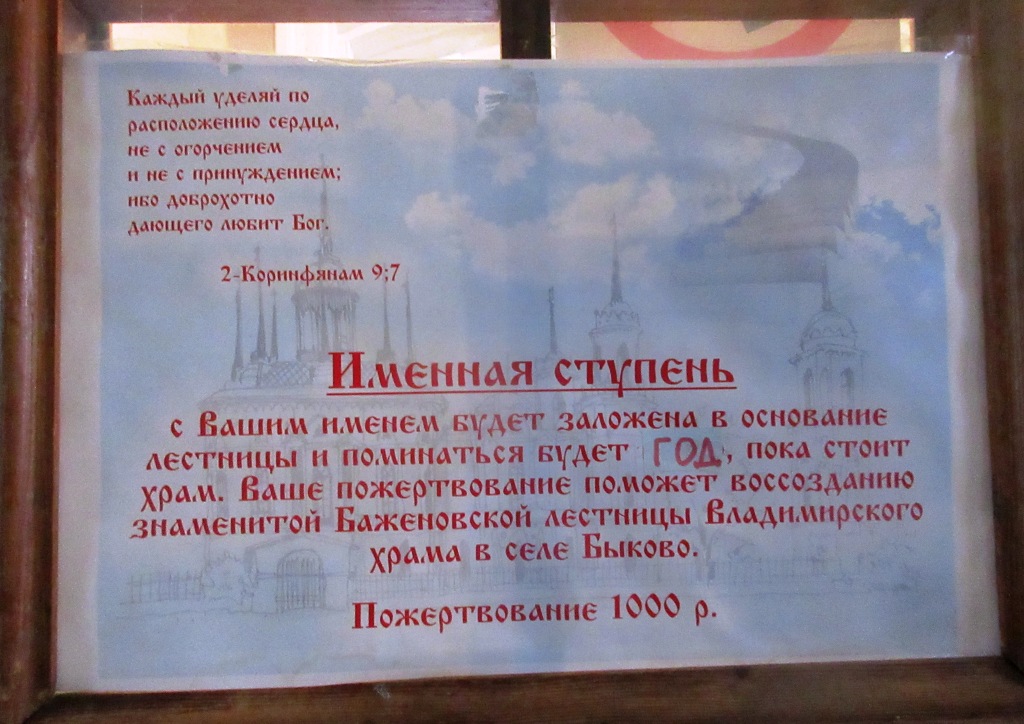 Каждый уделяй по
расположению сердца,
не с огорчением
и не с принуждением;
ибо доброхотно
дающего любит Бог.
2-Коринфянам 9;7
Именная ступень
с Вашим именем будет заложена в основание
лестницы и поминаться будет ГОД, пока стоит
храм. Ваше пожертвование поможет воссозданию
знаменитой Баженовской лестницы Владимирского
храма в селе Быково.
Пожертвование 1000 р.